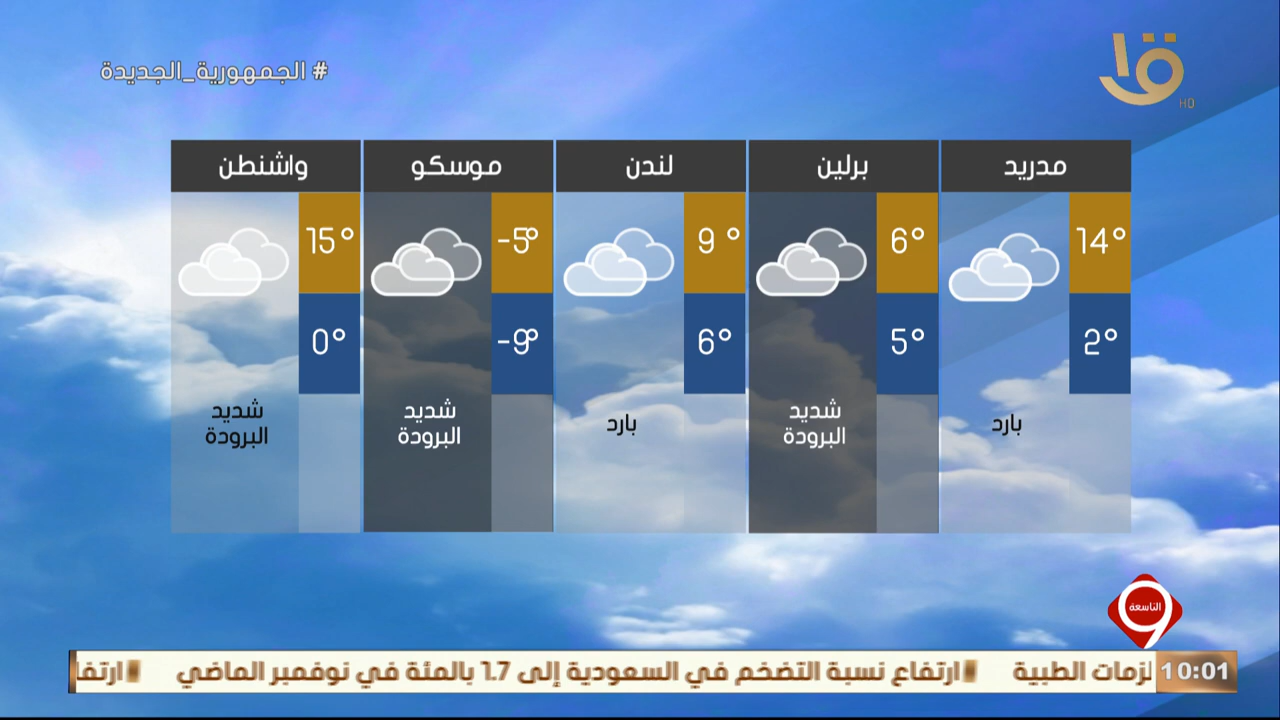 # الجمهورية_الجديدة
HD
مدريد
14°
2°
بارد
برلين
6°
5°
شديد
البرودة
لندن
9 °
6°
بارد
موسكو
-5°
-9°
شديد
البرودة
واشنطن
15°
0°
شديد
البرودة
التاسعة
9
10:01
لزمات الطبية ارتفاع نسبة التضخم في السعودية إلى 1.7 بالمئة في نوفمبر الماضي